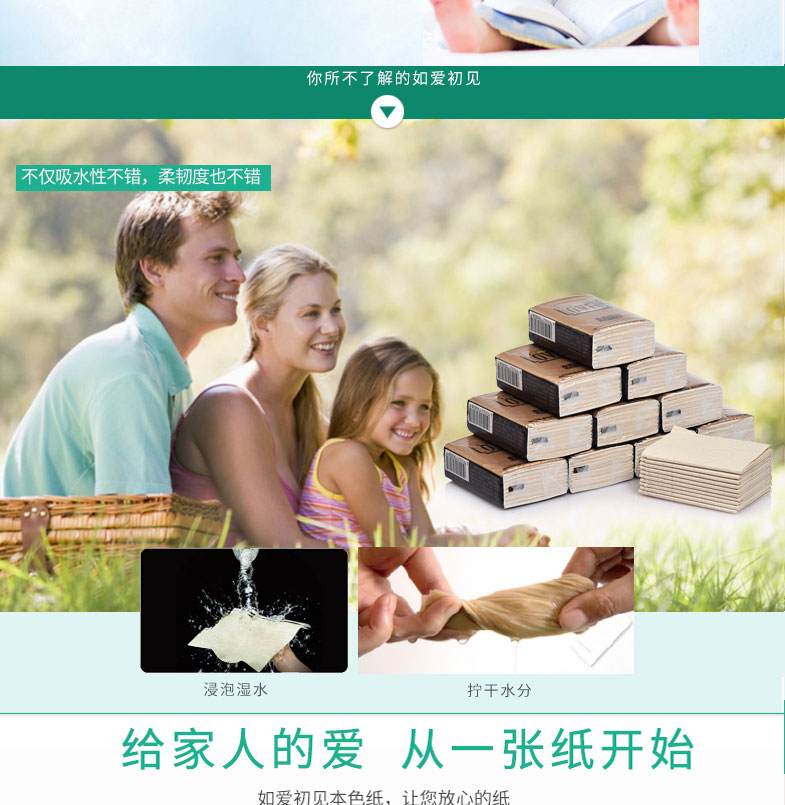 你所不了解的如爱初见
不仅吸水性不错，柔韧度也不错
浸泡湿水
拧干水分
给家人的爱 从一张纸开始
如爱初见本色纸，让您放心的纸